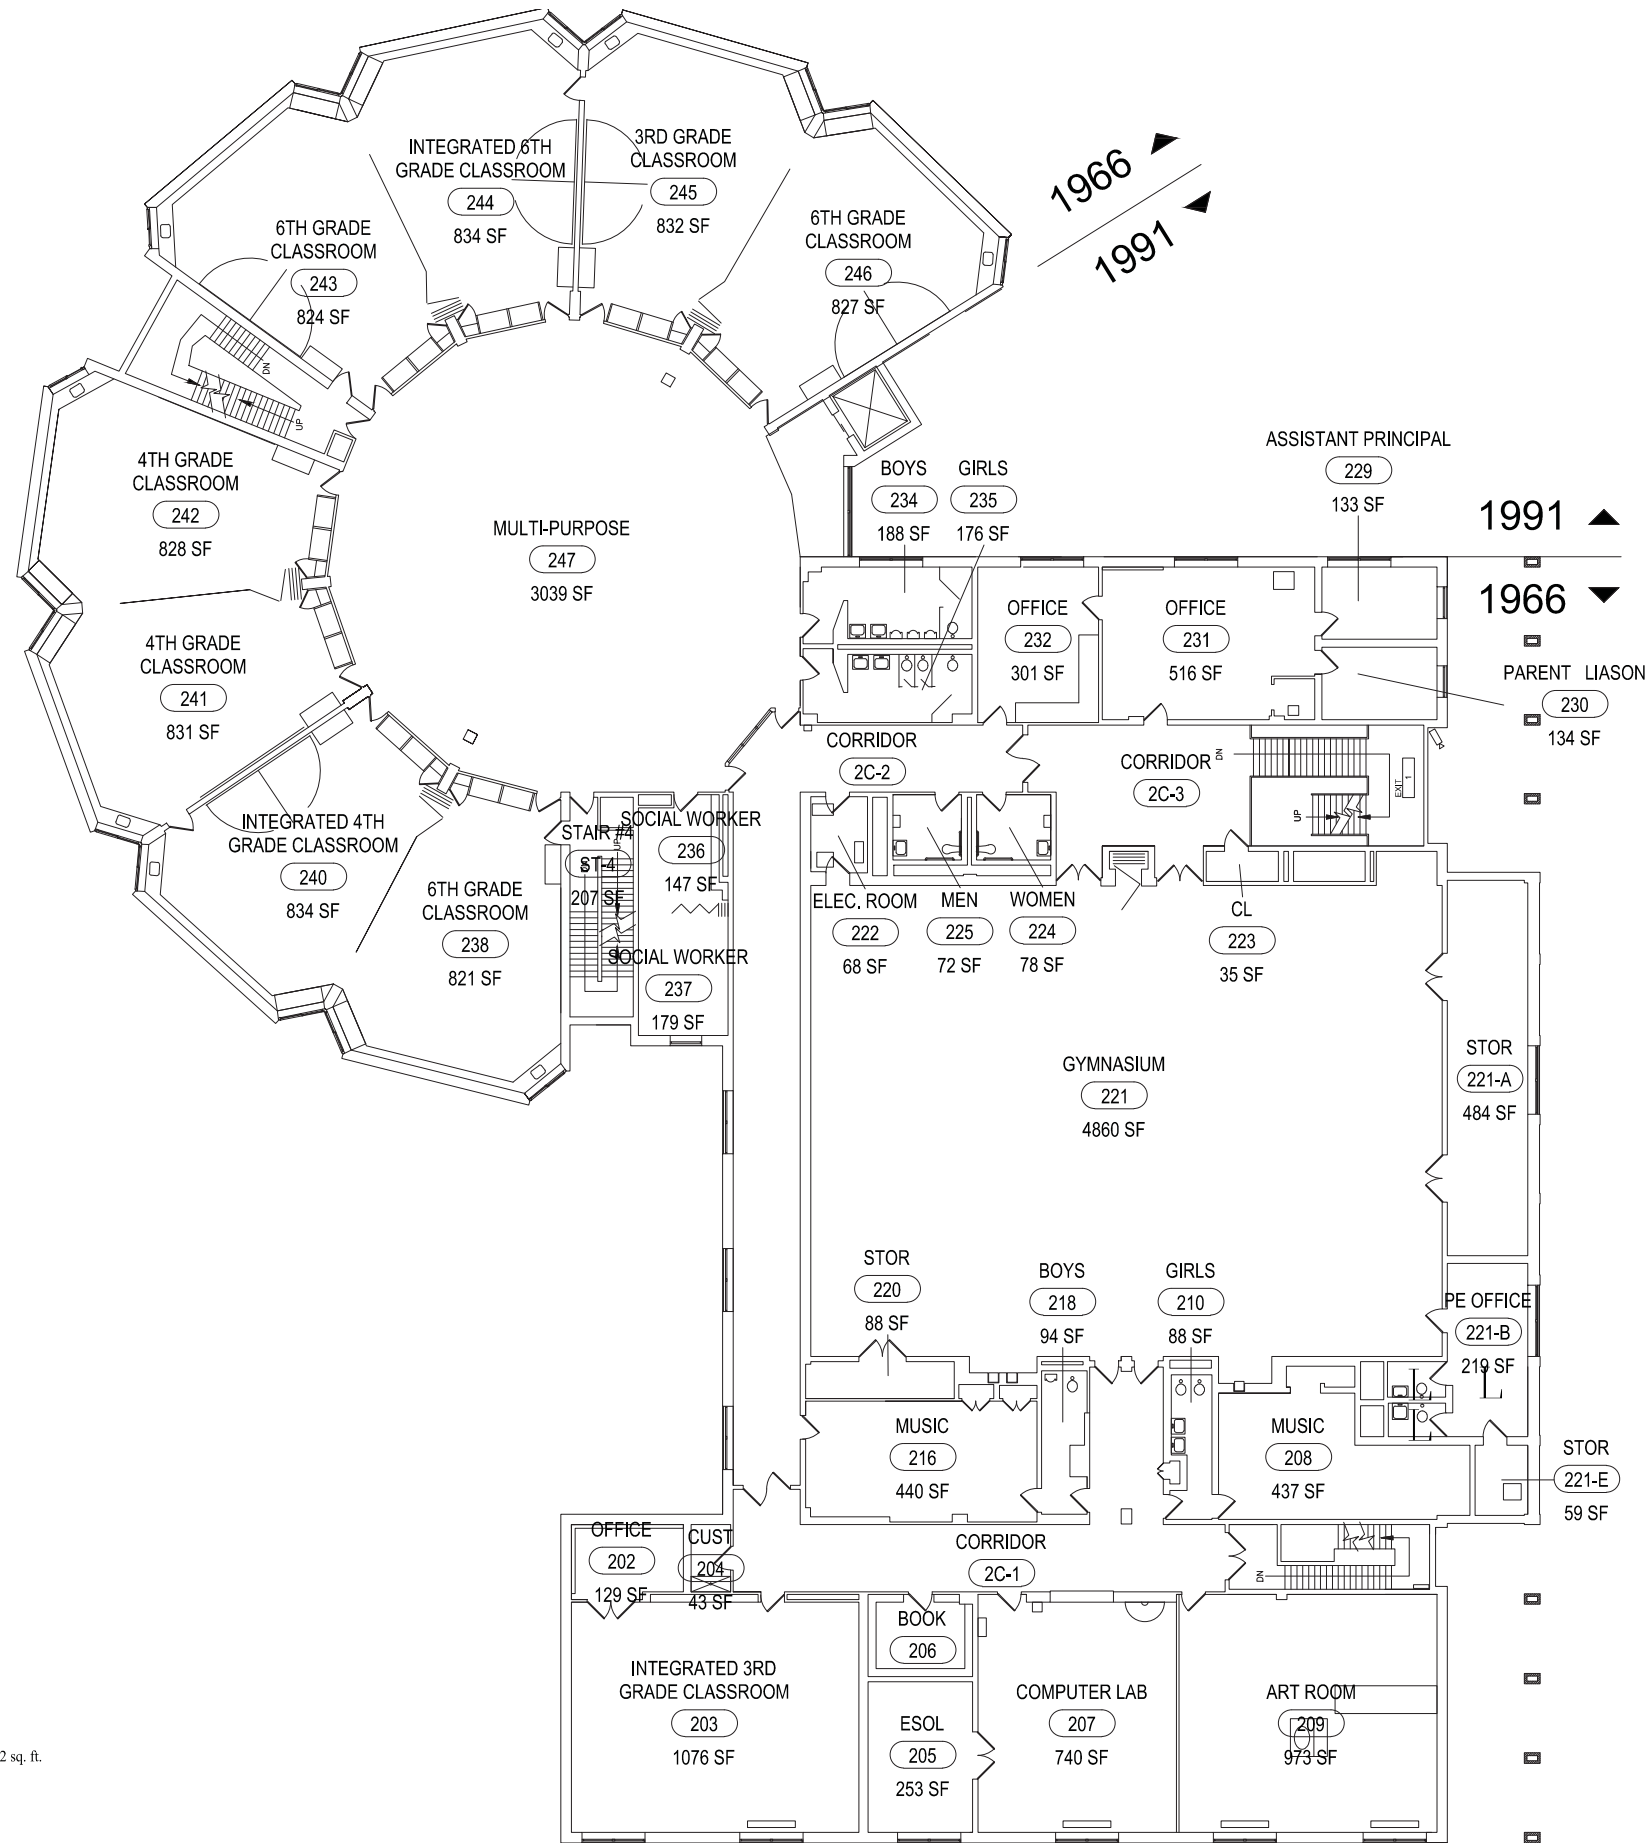 INTEGRATED 6TH
GRADE CLASSROOM
244
834 SF
3RD GRADE
CLASSROOM
245
832 SF
1966
1991
6TH GRADE
CLASSROOM
243
824 SF
6TH GRADE
CLASSROOM
246
827 SF
DN
UP
4TH GRADE
CLASSROOM
242
828 SF
MULTI-PURPOSE
247
3039 SF
BOYS
234
188 SF
GIRLS
235
176 SF
ASSISTANT PRINCIPAL
229
133 SF
1991
1966
OFFICE
232
301 SF
OFFICE
231
516 SF
4TH GRADE
CLASSROOM
241
831 SF
PARENT LIASON
230
134 SF
CORRIDOR
2C-2
CORRIDOR
2C-3
DN
UP
EXIT
1
INTEGRATED 4TH
GRADE CLASSROOM
240
834 SF
STAIR #4
ST-4
207 SF
UP
SOCIAL WORKER
236
147 SF
6TH GRADE
CLASSROOM
238
821 SF
SOCIAL WORKER
237
179 SF
ELEC. ROOM
222
68 SF
MEN
225
72 SF
WOMEN
224
78 SF
CL
223
35 SF
GYMNASIUM
221
4860 SF
STOR
221-A
484 SF
STOR
220
88 SF
BOYS
218
94 SF
GIRLS
210
88 SF
PE OFFICE
221-B
219 SF
MUSIC
216
440 SF
MUSIC
208
437 SF
STOR
221-E
59 SF
OFFICE
202
129 SF
CUST
204
43 SF
CORRIDOR
2C-1
DN
BOOK
206
INTEGRATED 3RD
GRADE CLASSROOM
203
1076 SF
ESOL
205
253 SF
COMPUTER LAB
207
740 SF
ART ROOM
209
973 SF
2 sq. ft.